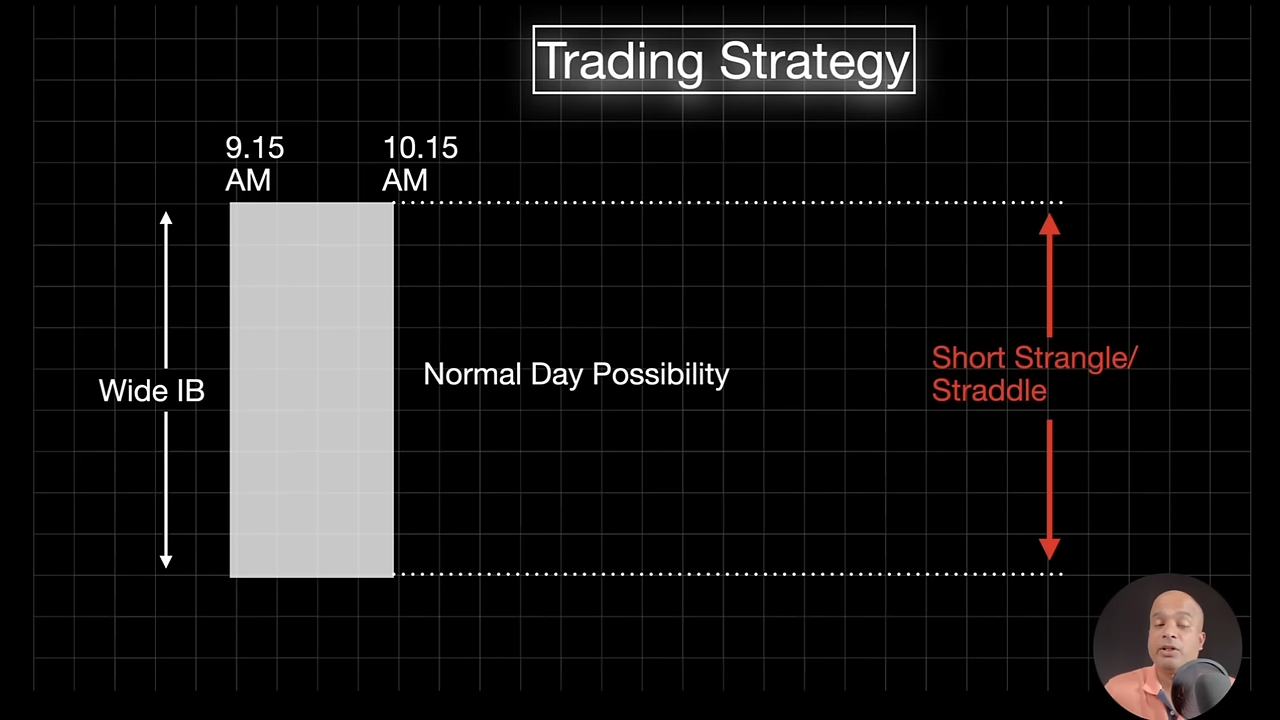 Trading Strategy
9.15
AM
10.15
AM
Wide IB
Normal Day Possibility
Short Strangle/
Straddle